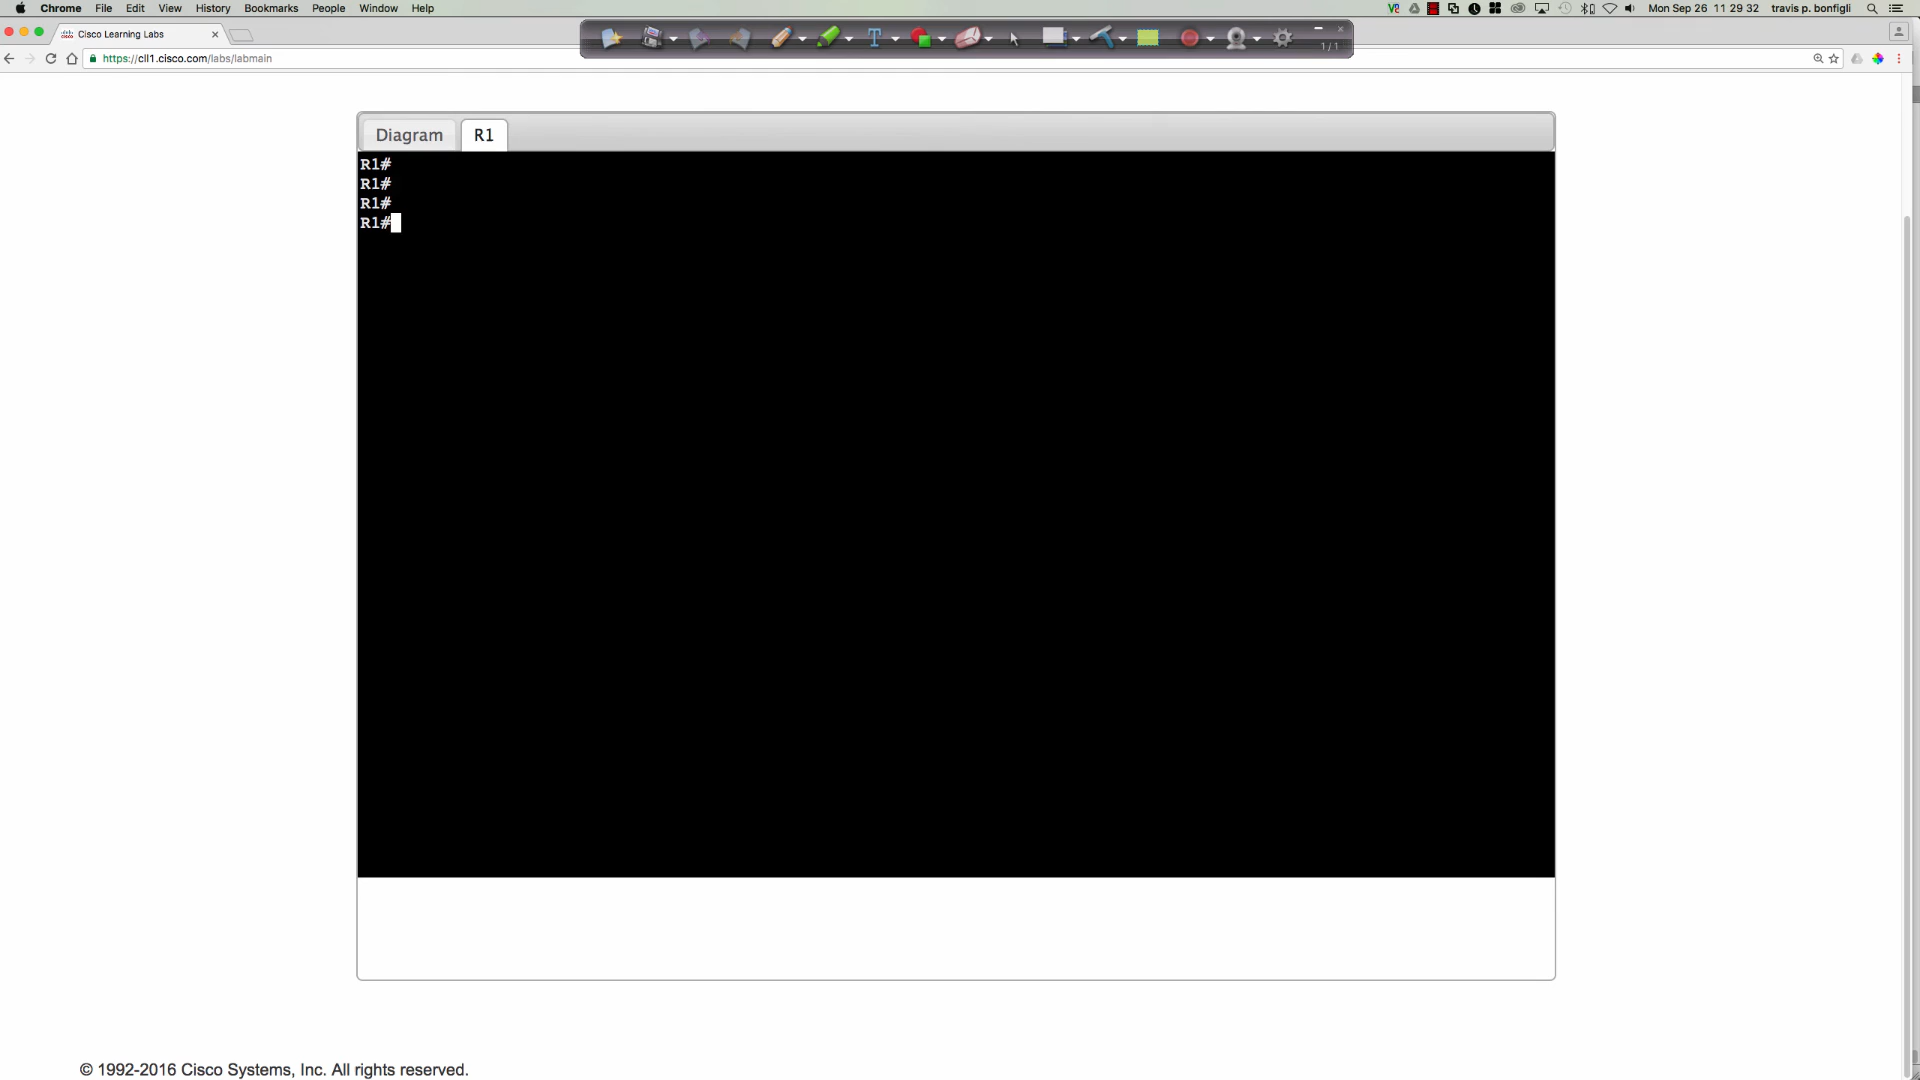 Chrome File Edit View History Bookmarks People Window Help
Mon Sep 26 11 29 32 travis p. bonfigli
Cisco Learning Labs
1/1
https://cll1.cisco.com/labs/labmain
Diagram R1
R1#
R1#
R1#
R1#
© 1992-2016 Cisco Systems, Inc. All rights reserved.